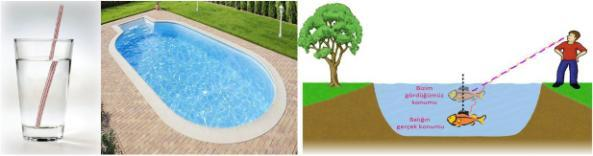 Bizim
gördüğümüz
konumu
Balığın
gerçek konumu